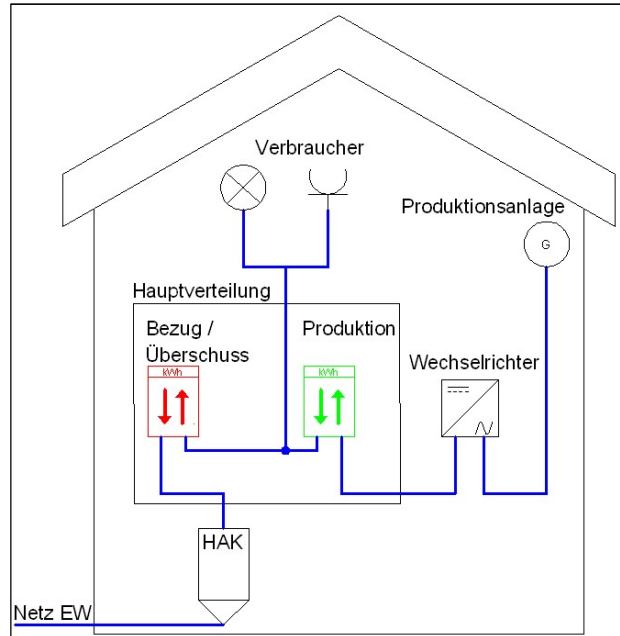 Verbraucher
Produktionsanlage
G
Hauptverteilung
Bezug /
Überschuss
Produktion
kWh
kWh
Wechselrichter
HAK
Netz EW